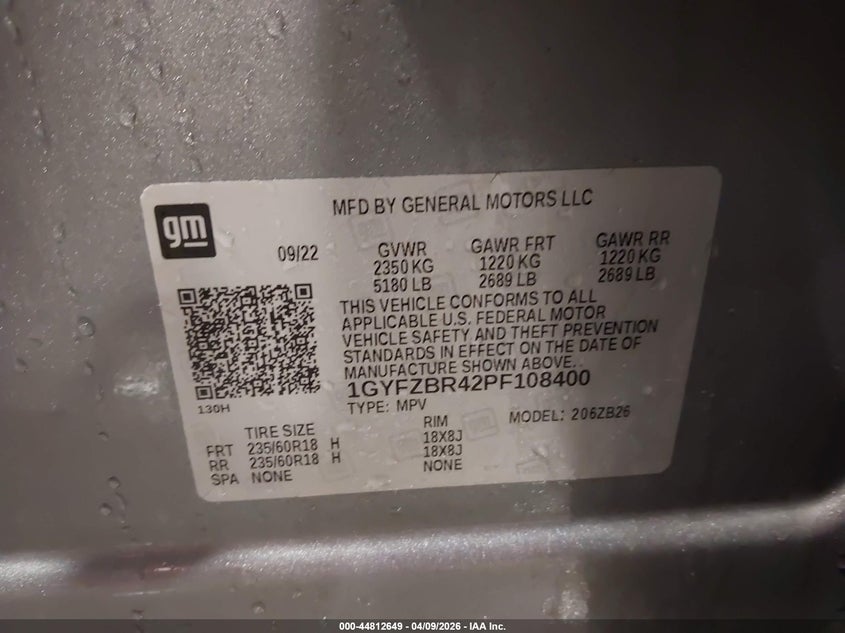 gm
MFD BY GENERAL MOTORS LLC
09/22
GVWR GAWR FRT GAWR RR
2350 KG 1220 KG 1220 KG
5180 LB 2689 LB 2689 LB
THIS VEHICLE CONFORMS TO ALL
APPLICABLE U.S. FEDERAL MOTOR
VEHICLE SAFETY AND THEFT PREVENTION
STANDARDS IN EFFECT ON THE DATE OF
MANUFACTURE SHOWN ABOVE.
1GYFZBR42PF108400
130H
TYPE: MPV MODEL: 206ZB26
TIRE SIZE RIM
FRT 235/60R18 H 18X8J
RR 235/60R18 H 18X8J
SPA NONE NONE
000-44812649 - 04/09/2026 - IAA Inc.